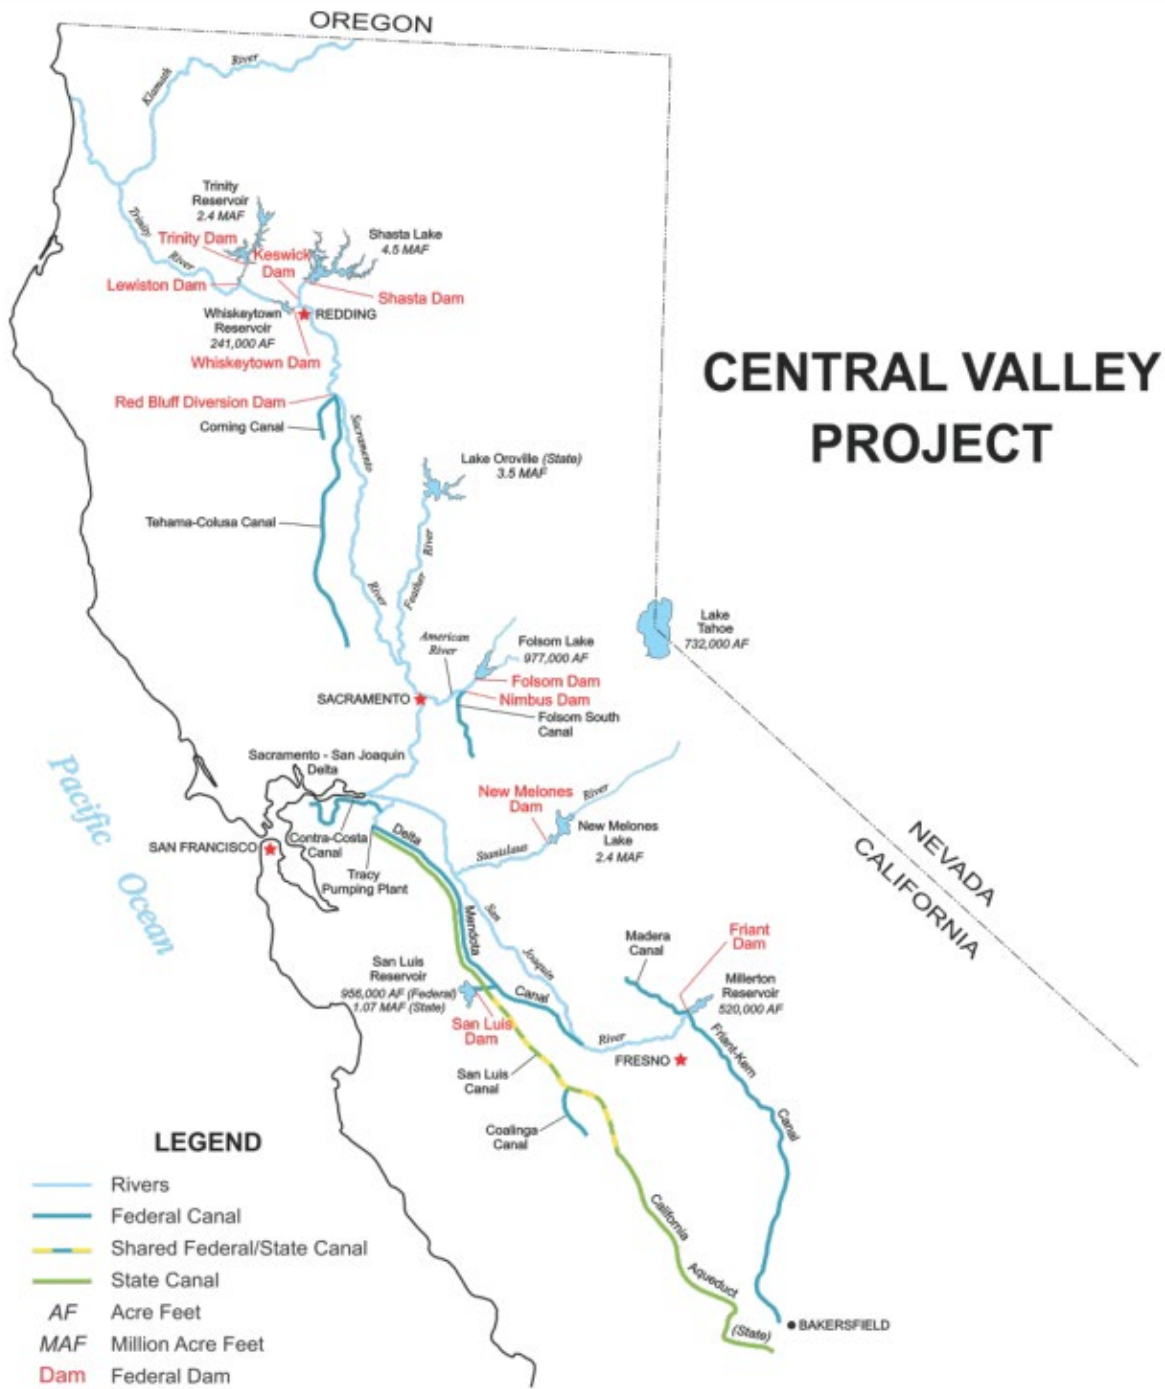 OREGON
Klamath
River
Trinity
Reservoir
2.4 MAF
Trinity
River
Trinity Dam
Keswick
Dam
Shasta Lake
4.5 MAF
Lewiston Dam
Shasta Dam
Whiskeytown
Reservoir
241,000 AF
REDDING
Whiskeytown Dam
CENTRAL VALLEY
PROJECT
Red Bluff Diversion Dam
Corning Canal
Sacramento
River
Lake Oroville (State)
3.5 MAF
Tehama-Colusa Canal
Feather
River
American
River
Folsom Lake
977,000 AF
Lake
Tahoe
732,000 AF
Folsom Dam
Nimbus Dam
SACRAMENTO
Folsom South
Canal
Sacramento - San Joaquin
Delta
Pacific
Ocean
New Melones
Dam
River
Stanislaus
New Melones
Lake
2.4 MAF
SAN FRANCISCO
Contra-Costa
Canal
Tracy
Pumping Plant
Delta
Mendota
Canal
NEVADA
CALIFORNIA
San
Joaquin
River
Madera
Canal
Friant
Dam
San Luis
Reservoir
956,000 AF (Federal)
1.07 MAF (State)
Millerton
Reservoir
520,000 AF
San Luis
Dam
FRESNO
Friant-Kern
Canal
San Luis
Canal
Coalinga
Canal
California
Aqueduct
(State)
BAKERSFIELD
LEGEND
Rivers
Federal Canal
Shared Federal/State Canal
State Canal
AF Acre Feet
MAF Million Acre Feet
Dam Federal Dam